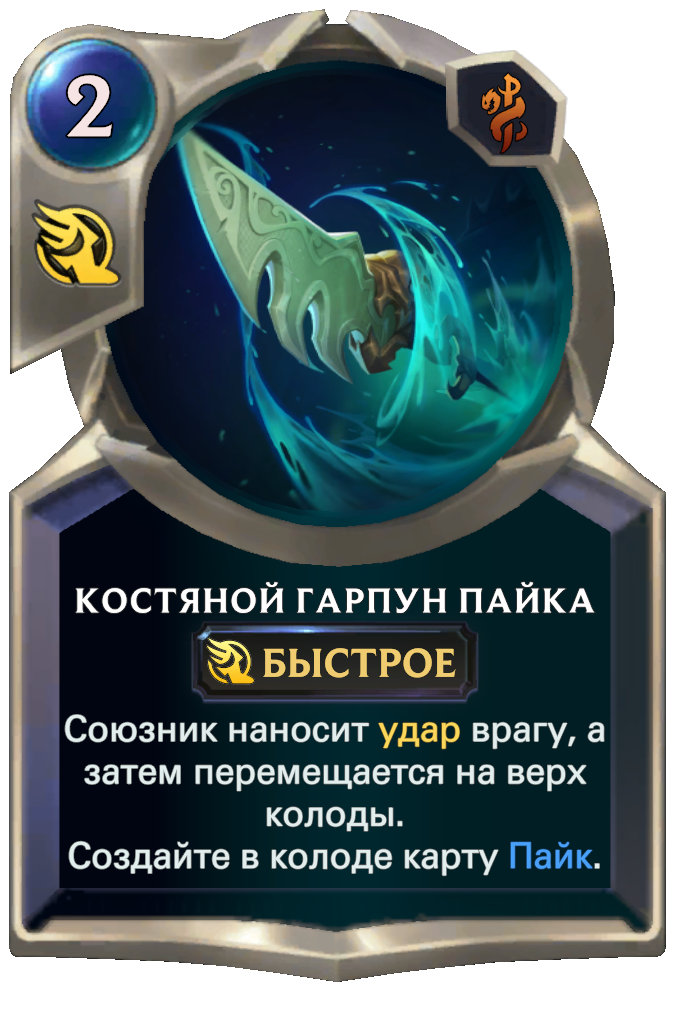 2
КОСТЯНОЙ ГАРПУН ПАЙКА
БЫСТРОЕ
Союзник наносит удар врагу, а
затем перемещается на верх
колоды.
Создайте в колоде карту Пайк.